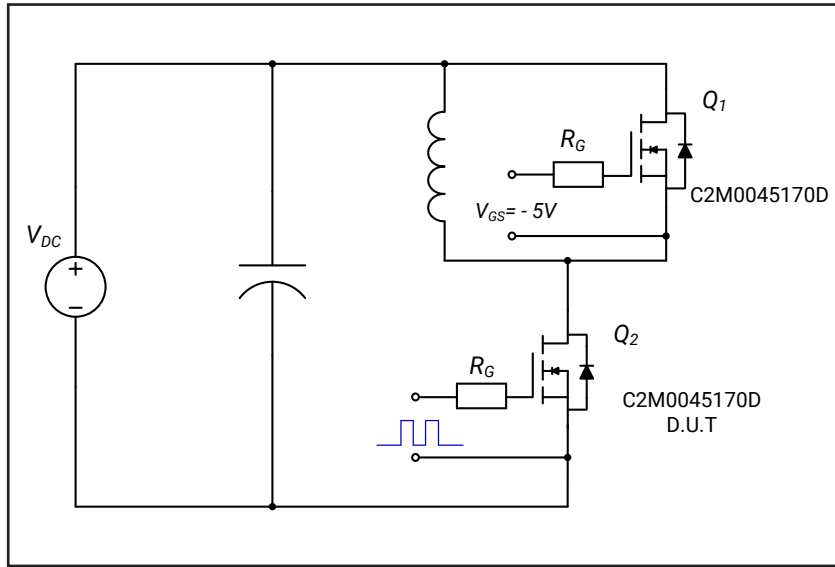 Q1
RG
C2M0045170D
VGS= - 5V
VDC
+
−
Q2
RG
C2M0045170D
D.U.T